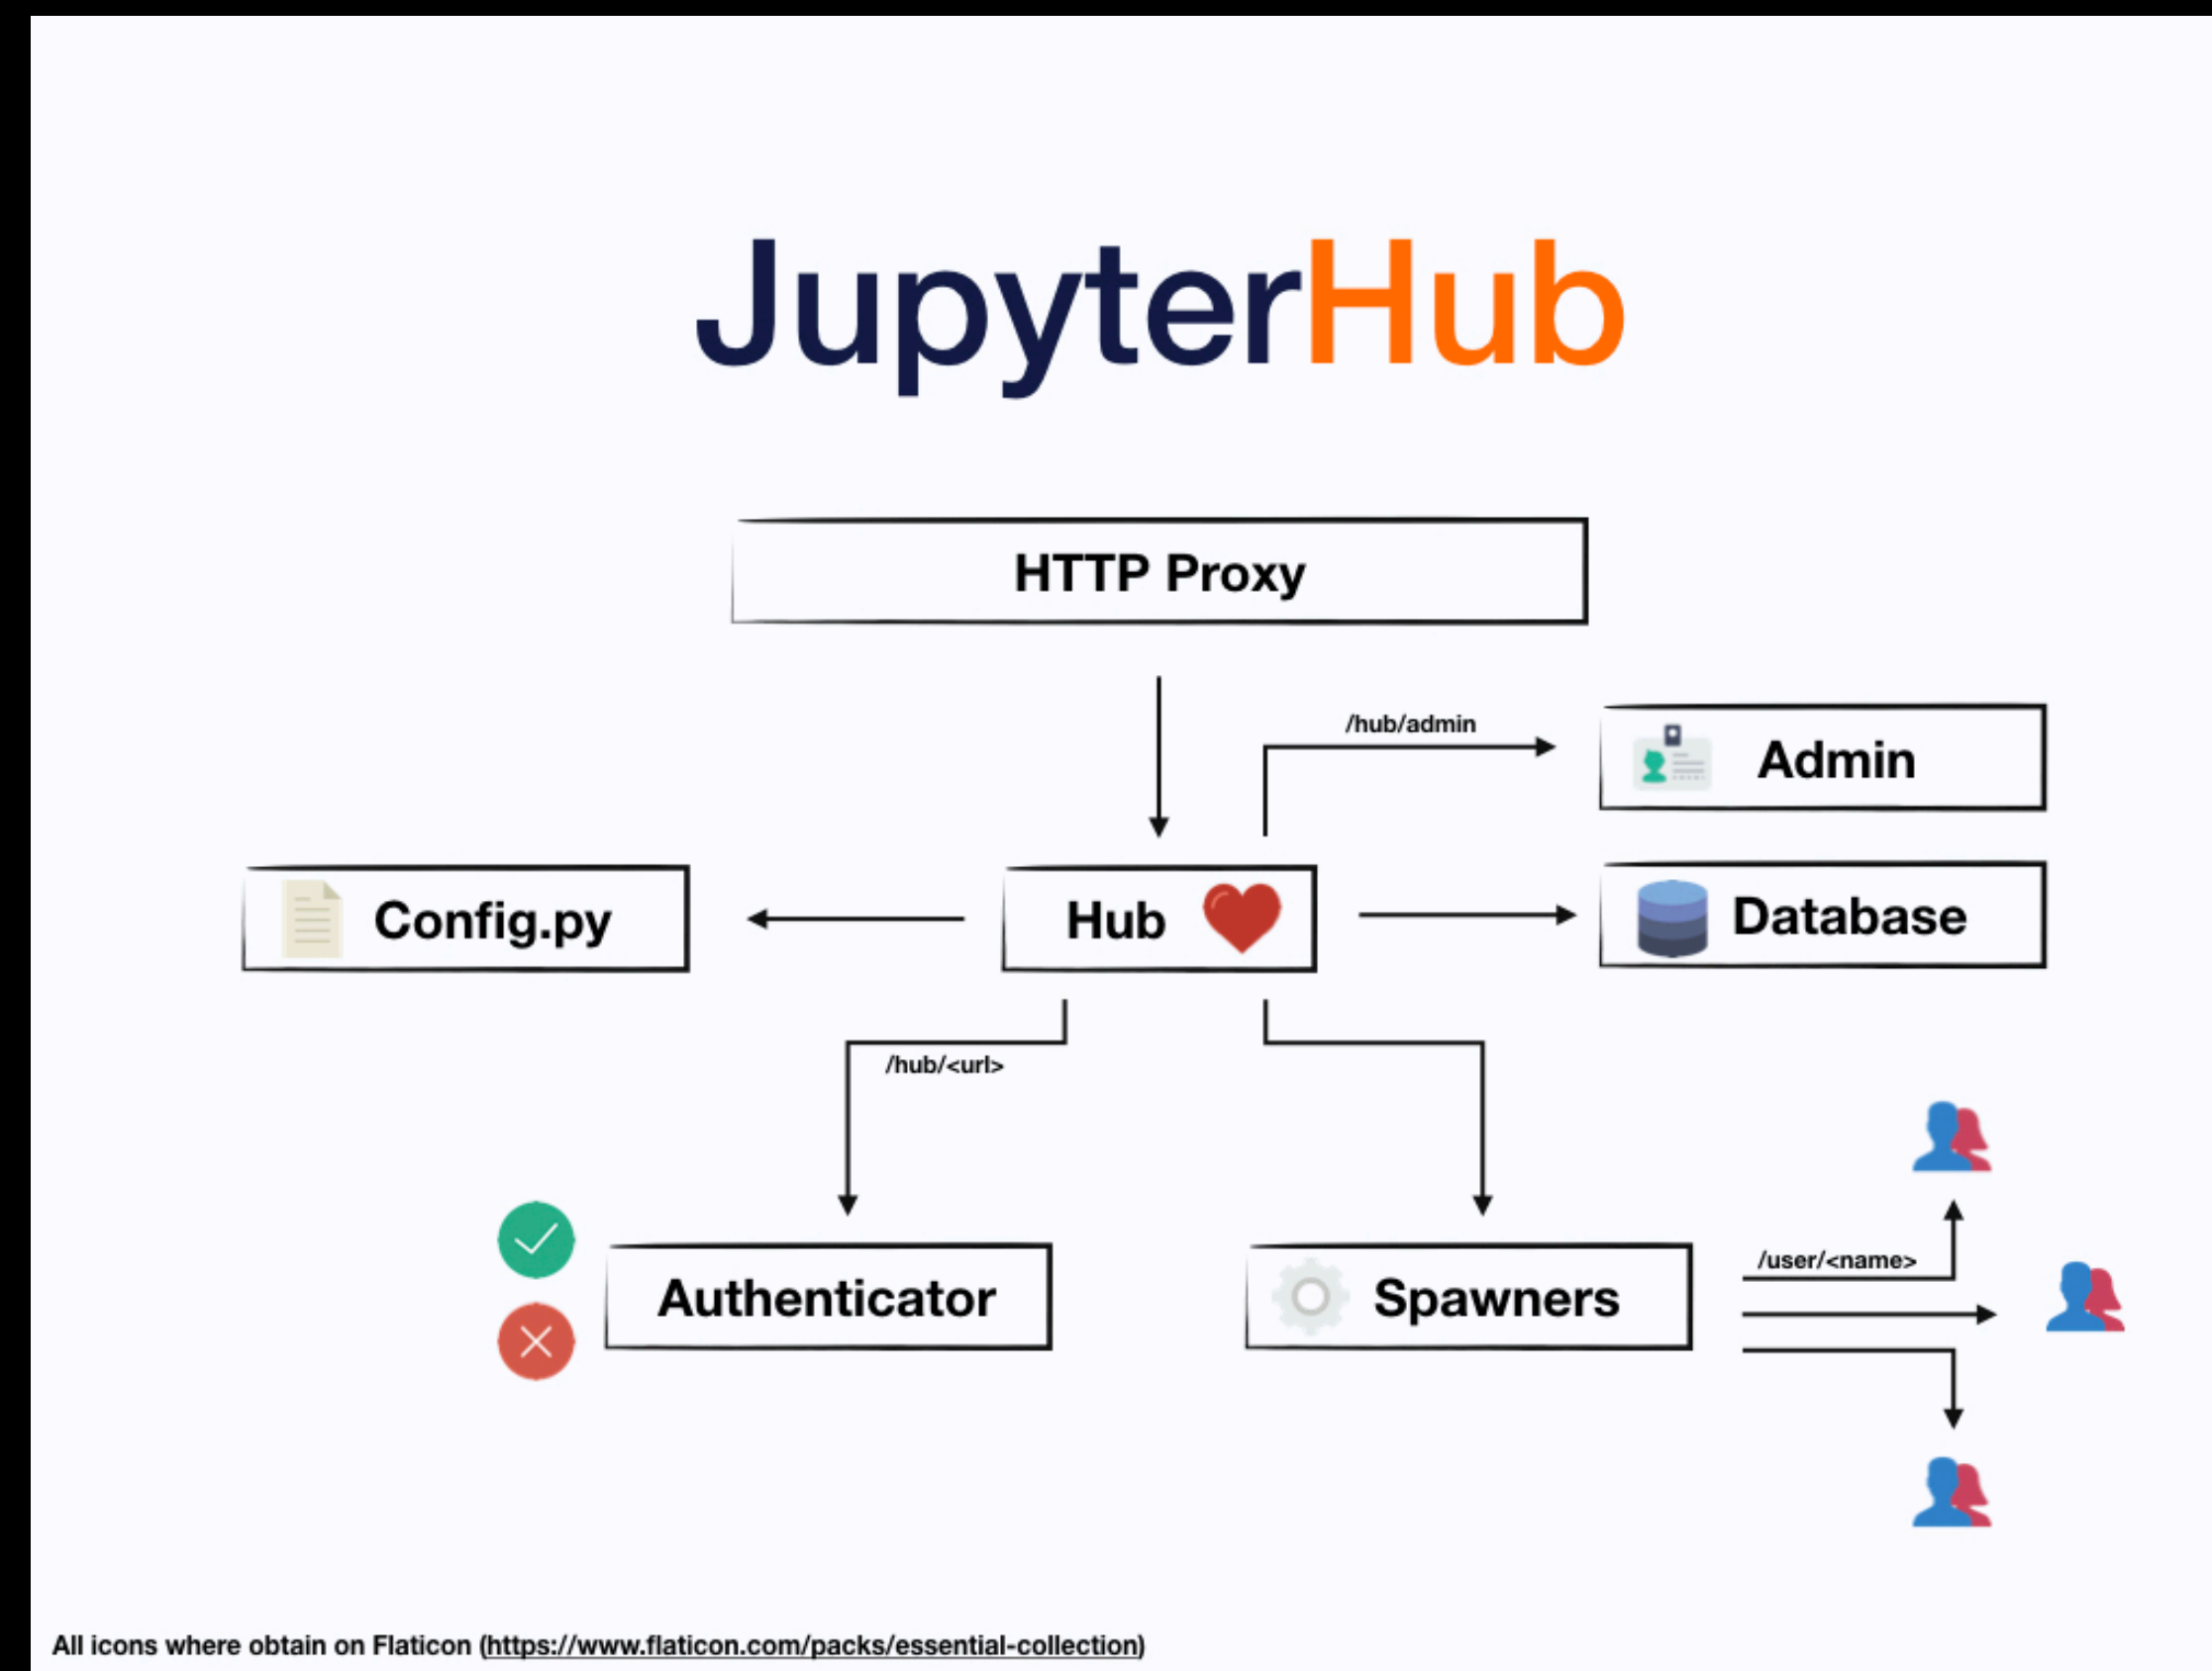 JupyterHub
HTTP Proxy
/hub/admin
Admin
Config.py
Hub
Database
/hub/<url>
/user/<name>
Authenticator
Spawners
All icons where obtain on Flaticon (https://www.flaticon.com/packs/essential-collection)